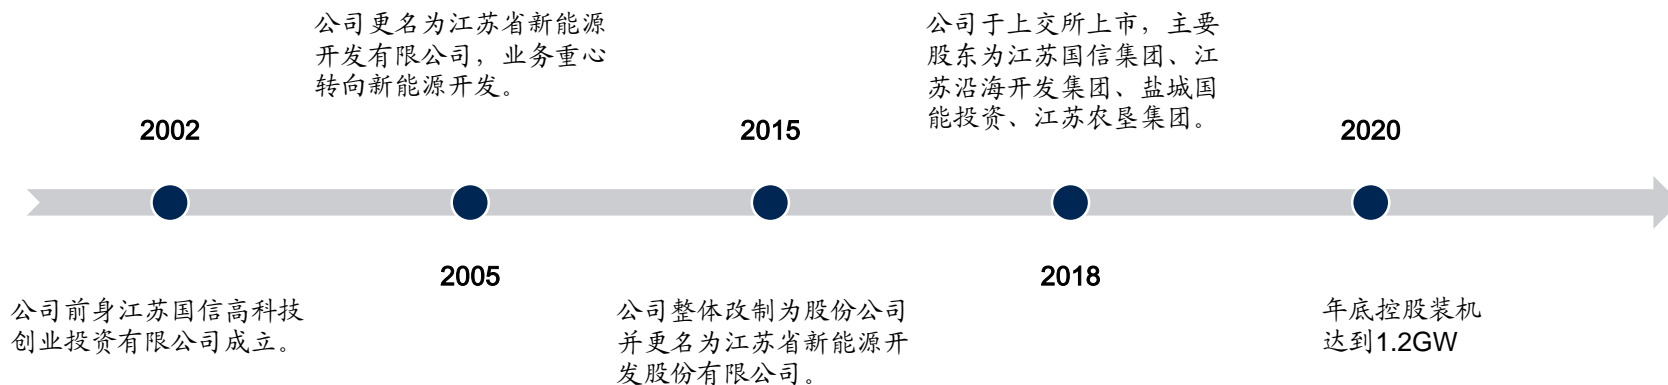 公司更名为江苏省新能源
开发有限公司，业务重心
转向新能源开发。
公司于上交所上市，主要
股东为江苏国信集团、江
苏沿海开发集团、盐城国
能投资、江苏农垦集团。
2002
2015
2020
2005
2018
公司前身江苏国信高科技
创业投资有限公司成立。
公司整体改制为股份公司
并更名为江苏省新能源开
发股份有限公司。
年底控股装机
达到1.2GW